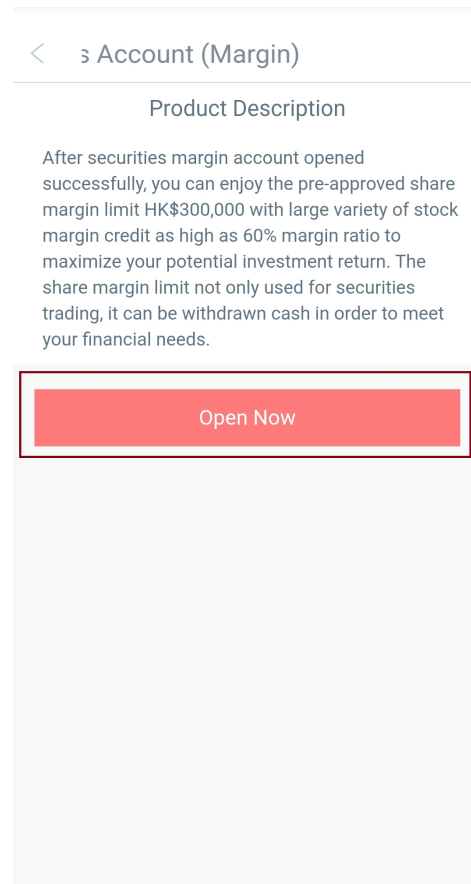 s Account (Margin)
Product Description
After securities margin account opened
successfully, you can enjoy the pre-approved share
margin limit HK$300,000 with large variety of stock
margin credit as high as 60% margin ratio to
maximize your potential investment return. The
share margin limit not only used for securities
trading, it can be withdrawn cash in order to meet
your financial needs.
Open Now